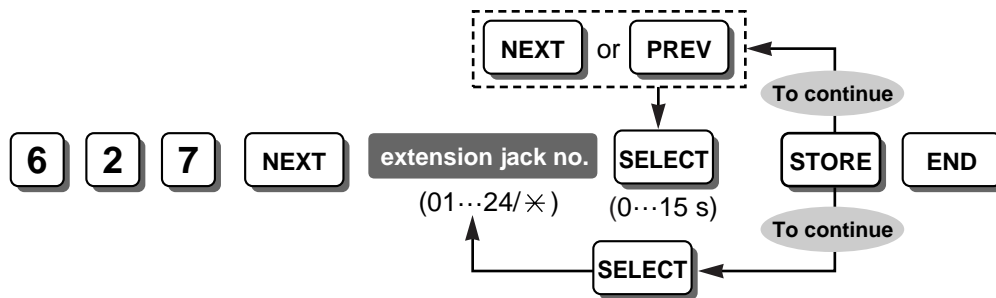 NEXT or PREV
To continue
6 2 7 NEXT extension jack no. SELECT STORE END
(01···24/✳) (0···15 s)
To continue
SELECT